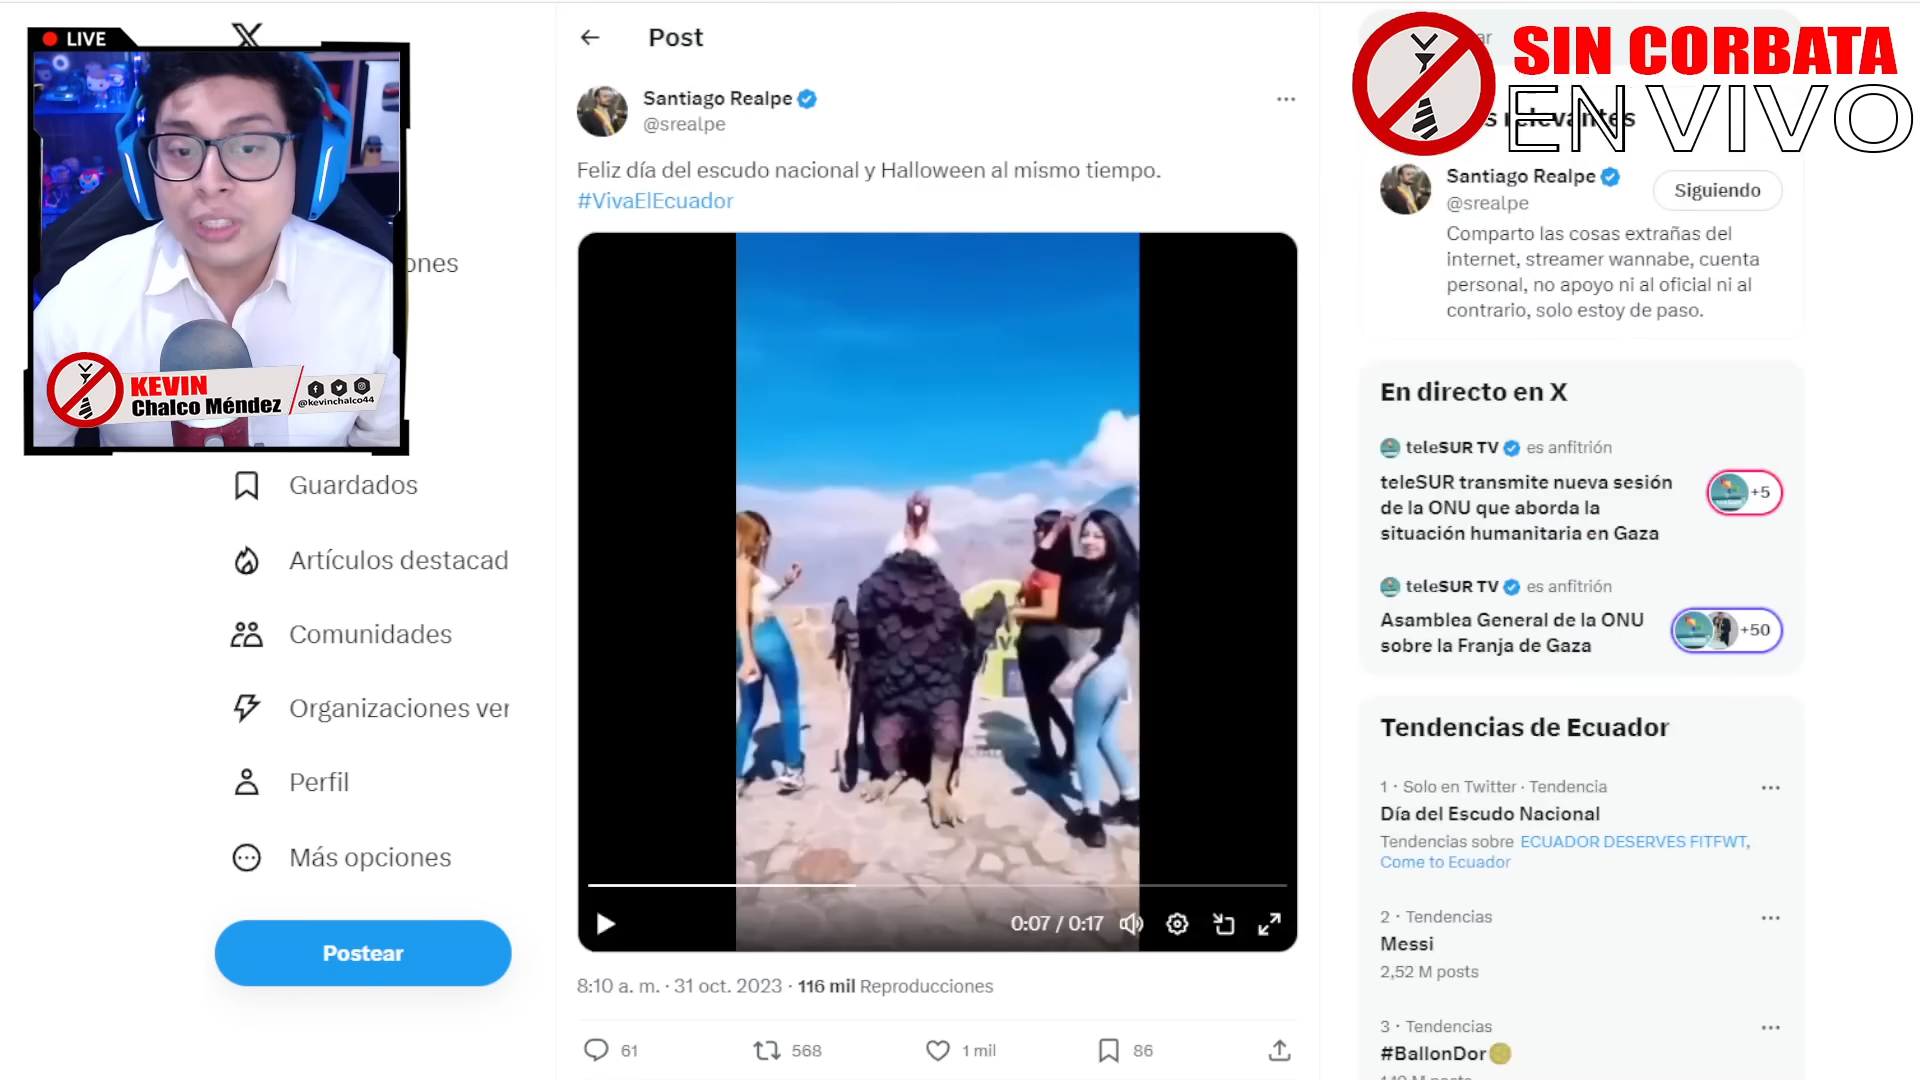 LIVE
KEVIN
Chalco Méndez
@kevinchalco44
ones
Guardados
Artículos destacad
Comunidades
Organizaciones ver
Perfil
Más opciones
Postear
Post
Santiago Realpe
@srealpe
Feliz día del escudo nacional y Halloween al mismo tiempo.
#VivaElEcuador
0:07 / 0:17
8:10 a. m. · 31 oct. 2023 · 116 mil Reproducciones
61
568
1 mil
86
SIN CORBATA
EN VIVO
ar
s relevantes
Santiago Realpe
@srealpe
Siguiendo
Comparto las cosas extrañas del
internet, streamer wannabe, cuenta
personal, no apoyo ni al oficial ni al
contrario, solo estoy de paso.
En directo en X
teleSUR TV es anfitrión
teleSUR transmite nueva sesión
de la ONU que aborda la
situación humanitaria en Gaza
+5
teleSUR TV es anfitrión
Asamblea General de la ONU
sobre la Franja de Gaza
+50
Tendencias de Ecuador
1 · Solo en Twitter · Tendencia
Día del Escudo Nacional
Tendencias sobre ECUADOR DESERVES FITFWT,
Come to Ecuador
2 · Tendencias
Messi
2,52 M posts
3 · Tendencias
#BallonDor